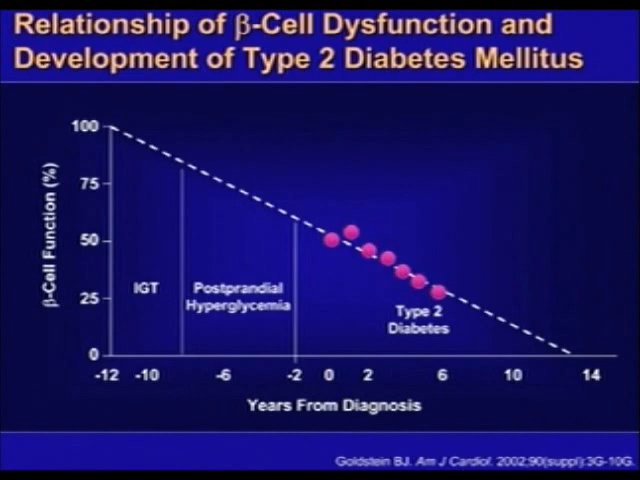 Relationship of β-Cell Dysfunction and
Development of Type 2 Diabetes Mellitus
100
75
50
25
0
β-Cell Function (%)
IGT
Postprandial
Hyperglycemia
Type 2
Diabetes
-12 -10 -6 -2 0 2 6 10 14
Years From Diagnosis
Goldstein BJ. Am J Cardiol. 2002;90(suppl):3G-10G.